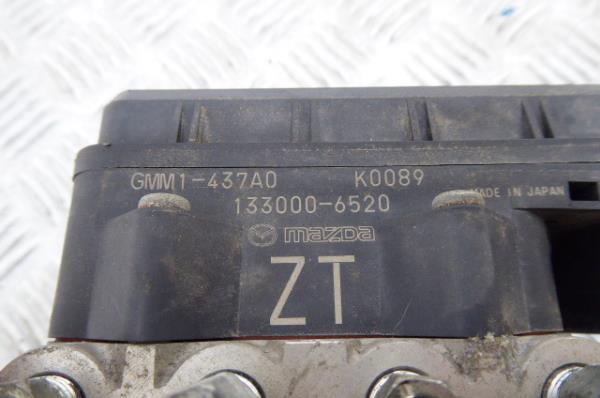 GMM1-437A0 K0089
133000-6520
MADE IN JAPAN
mazda
ZT